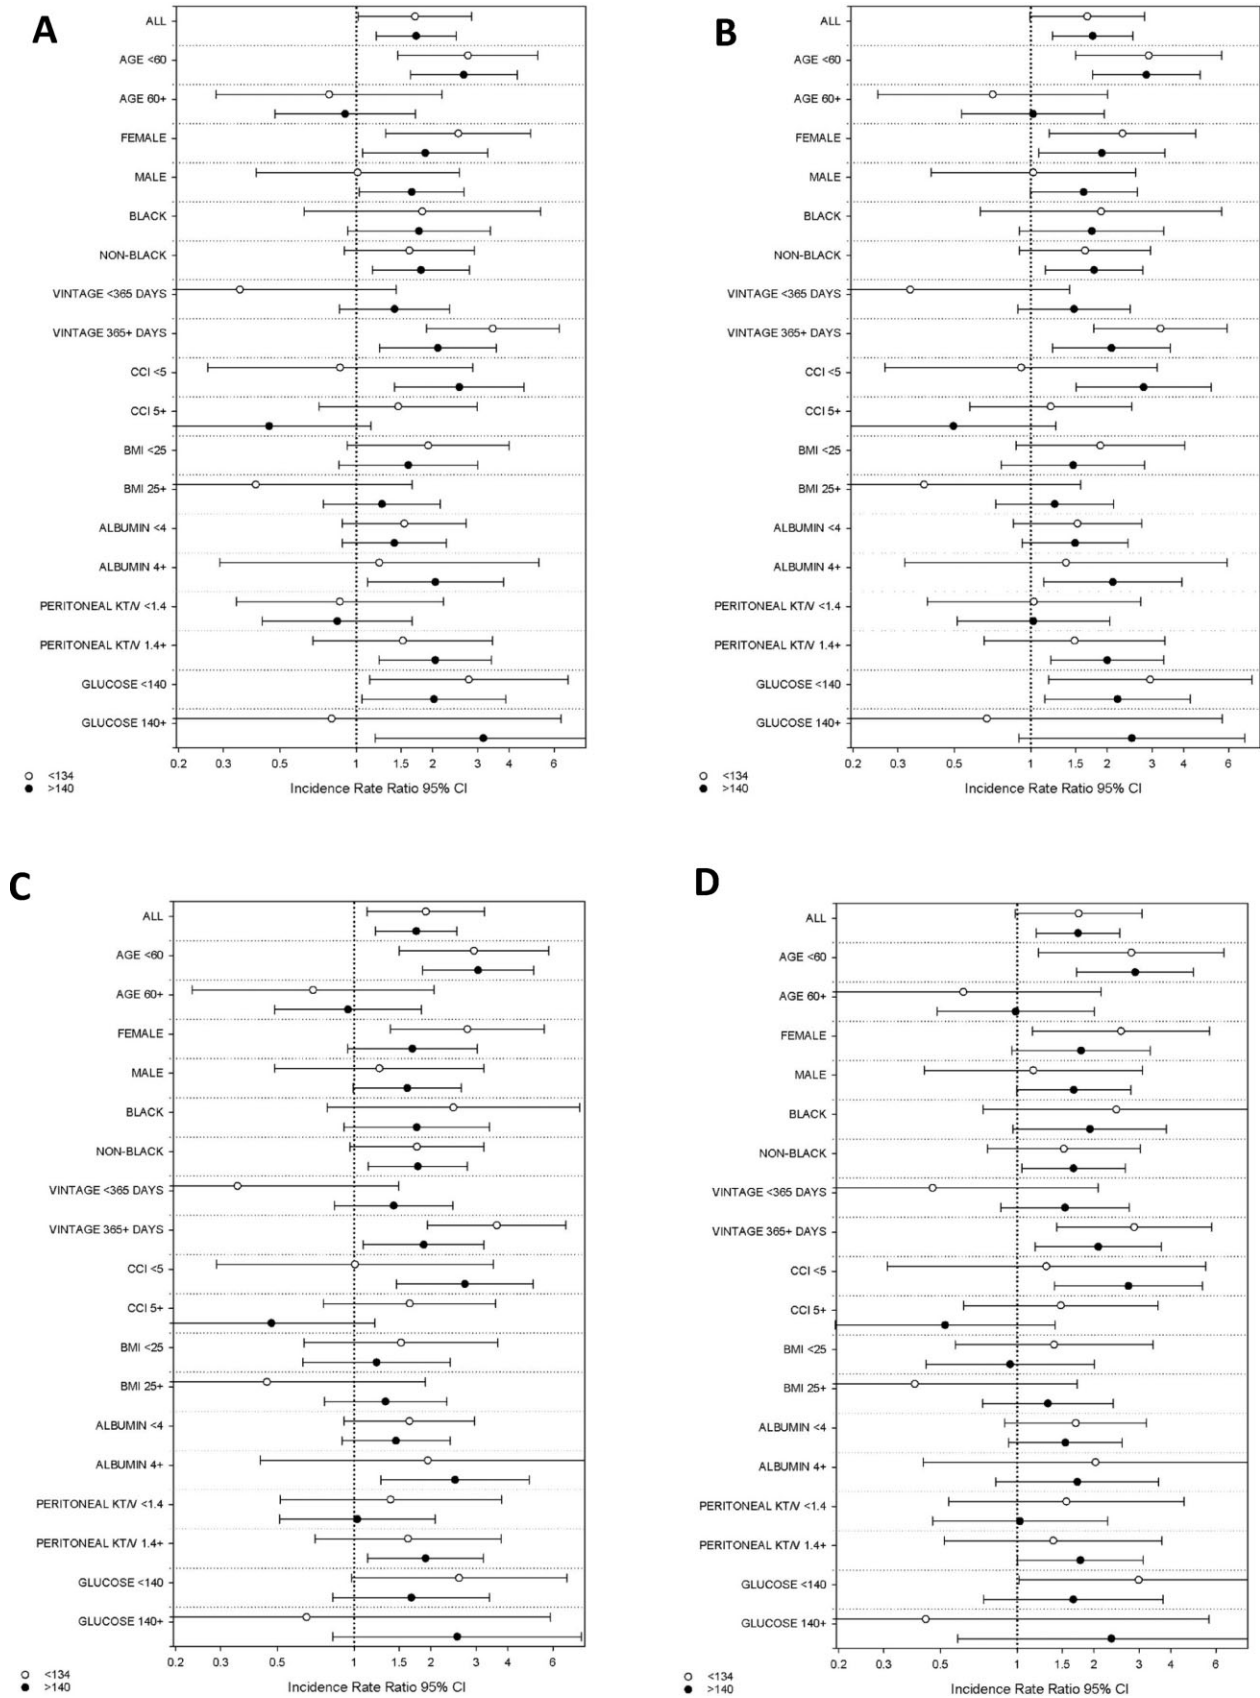 A
ALL
AGE <60
AGE 60+
FEMALE
MALE
BLACK
NON-BLACK
VINTAGE <365 DAYS
VINTAGE 365+ DAYS
CCI <5
CCI 5+
BMI <25
BMI 25+
ALBUMIN <4
ALBUMIN 4+
PERITONEAL KT/V <1.4
PERITONEAL KT/V 1.4+
GLUCOSE <140
GLUCOSE 140+
0.2 0.3 0.5 1 1.5 2 3 4 6
<134
>140
Incidence Rate Ratio 95% CI
B
ALL
AGE <60
AGE 60+
FEMALE
MALE
BLACK
NON-BLACK
VINTAGE <365 DAYS
VINTAGE 365+ DAYS
CCI <5
CCI 5+
BMI <25
BMI 25+
ALBUMIN <4
ALBUMIN 4+
PERITONEAL KT/V <1.4
PERITONEAL KT/V 1.4+
GLUCOSE <140
GLUCOSE 140+
0.2 0.3 0.5 1 1.5 2 3 4 6
<134
>140
Incidence Rate Ratio 95% CI
C
ALL
AGE <60
AGE 60+
FEMALE
MALE
BLACK
NON-BLACK
VINTAGE <365 DAYS
VINTAGE 365+ DAYS
CCI <5
CCI 5+
BMI <25
BMI 25+
ALBUMIN <4
ALBUMIN 4+
PERITONEAL KT/V <1.4
PERITONEAL KT/V 1.4+
GLUCOSE <140
GLUCOSE 140+
0.2 0.3 0.5 1 1.5 2 3 4 6
<134
>140
Incidence Rate Ratio 95% CI
D
ALL
AGE <60
AGE 60+
FEMALE
MALE
BLACK
NON-BLACK
VINTAGE <365 DAYS
VINTAGE 365+ DAYS
CCI <5
CCI 5+
BMI <25
BMI 25+
ALBUMIN <4
ALBUMIN 4+
PERITONEAL KT/V <1.4
PERITONEAL KT/V 1.4+
GLUCOSE <140
GLUCOSE 140+
0.2 0.3 0.5 1 1.5 2 3 4 6
<134
>140
Incidence Rate Ratio 95% CI